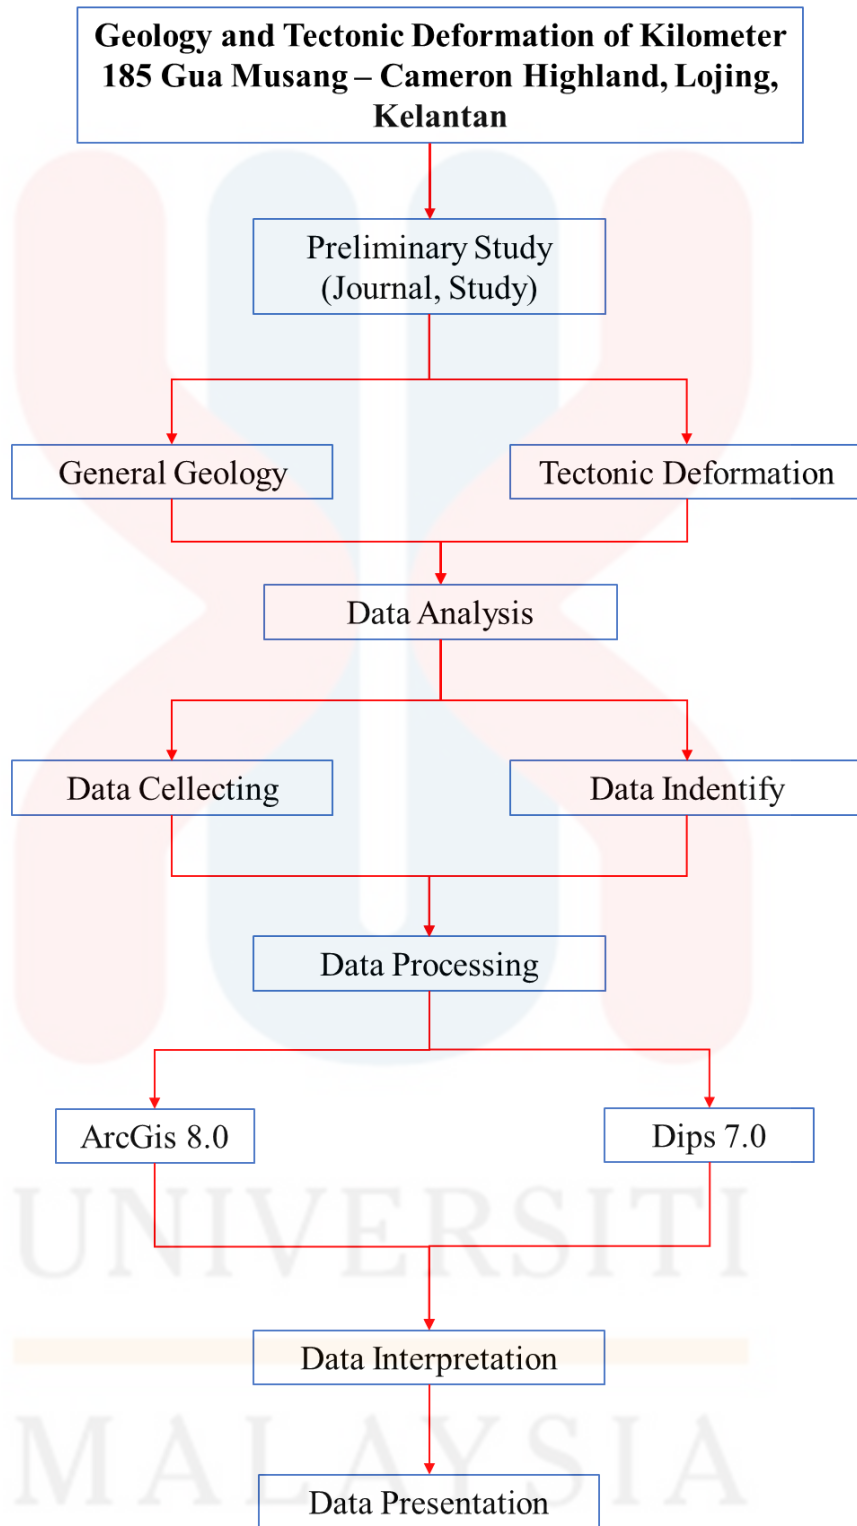 Geology and Tectonic Deformation of Kilometer
185 Gua Musang – Cameron Highland, Lojing,
Kelantan
Preliminary Study
(Journal, Study)
General Geology
Tectonic Deformation
Data Analysis
Data Cellecting
Data Indentify
Data Processing
ArcGis 8.0
Dips 7.0
UNIVERSITI
Data Interpretation
MALAYSIA
Data Presentation